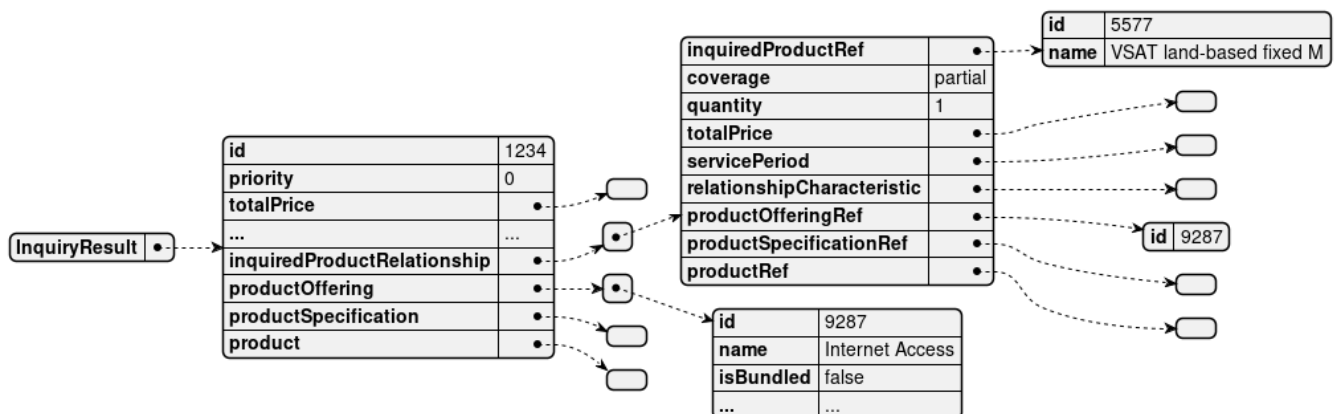 InquiryResult
id 1234
priority 0
totalPrice
... ...
inquiredProductRelationship
productOffering
productSpecification
product
inquiredProductRef
coverage partial
quantity 1
totalPrice
servicePeriod
relationshipCharacteristic
productOfferingRef
productSpecificationRef
productRef
id 5577
name VSAT land-based fixed M
id 9287
id 9287
name Internet Access
isBundled false
... ...